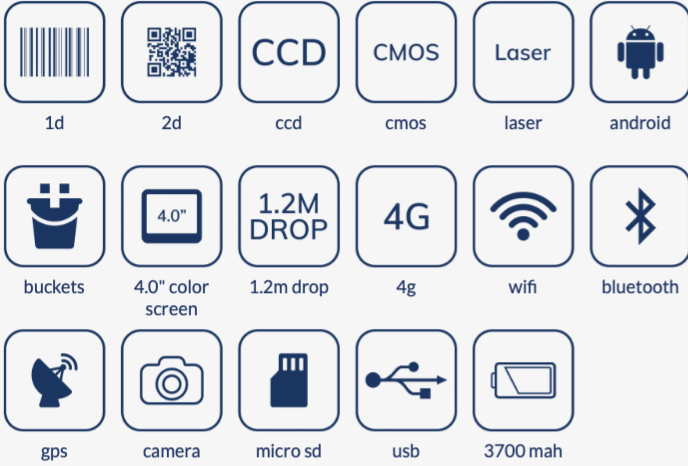 CCD
CMOS
Laser
1d
2d
ccd
cmos
laser
android
4.0"
1.2M
DROP
4G
buckets
4.0" color
screen
1.2m drop
4g
wifi
bluetooth
gps
camera
micro sd
usb
3700 mah